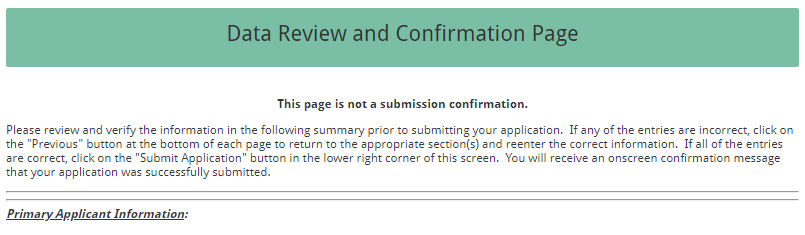 Data Review and Confirmation Page
This page is not a submission confirmation.
Please review and verify the information in the following summary prior to submitting your application.  If any of the entries are incorrect, click on
the "Previous" button at the bottom of each page to return to the appropriate section(s) and reenter the correct information.  If all of the entries
are correct, click on the "Submit Application" button in the lower right corner of this screen.  You will receive an onscreen confirmation message
that your application was successfully submitted.
Primary Applicant Information: